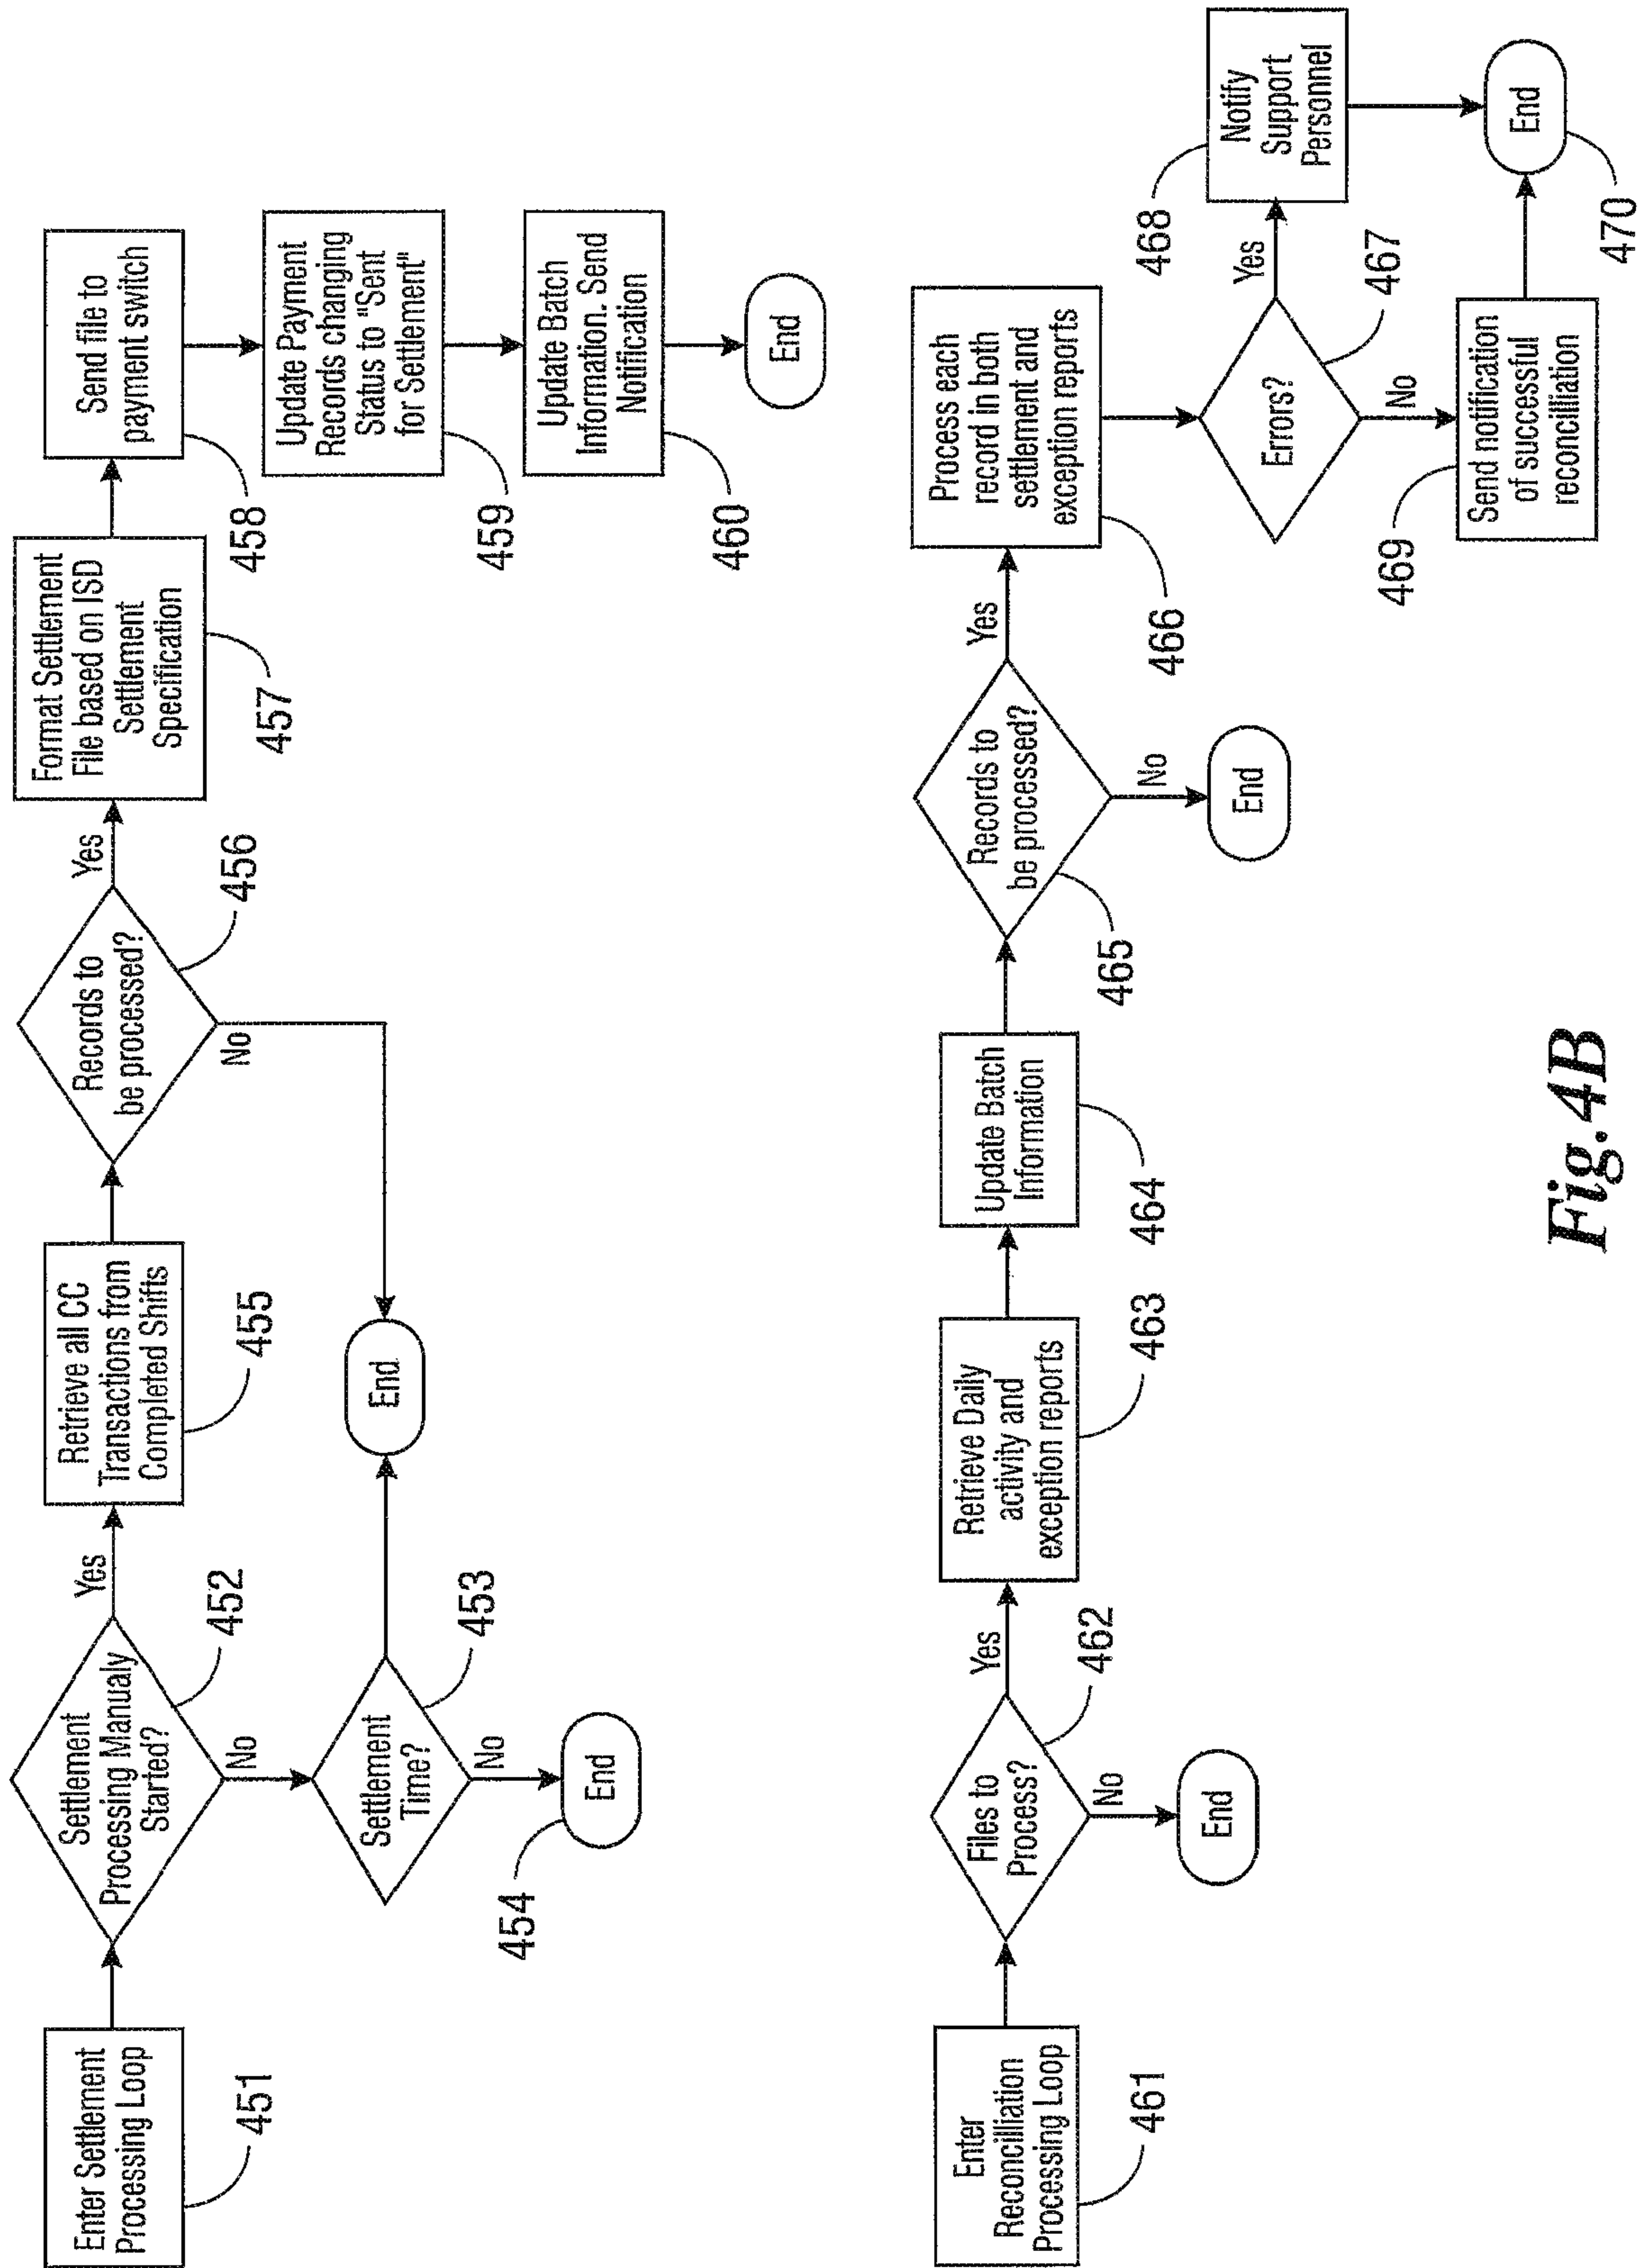 Enter Settlement
Processing Loop
451
Settlement
Processing Manualy
Started?
452
Yes
No
Settlement
Time?
453
No
End
454
Retrieve all CC
Transactions from
Completed Shifts
455
End
Records to
be processed?
456
Yes
No
Format Settlement
File based on ISD
Settlement
Specification
457
Send file to
payment switch
458
Update Payment
Records changing
Status to "Sent
for Settlement"
459
Update Batch
Information. Send
Notification
460
End
Enter
Reconcilliation
Processing Loop
461
Files to
Process?
462
Yes
No
End
Retrieve Daily
activity and
exception reports
463
Update Batch
Information
464
Records to
be processed?
465
Yes
No
End
Process each
record in both
settlement and
exception reports
466
Errors?
467
Yes
No
Notify
Support
Personnel
468
Send notification
of successful
reconcilliation
469
End
470
Fig.4B